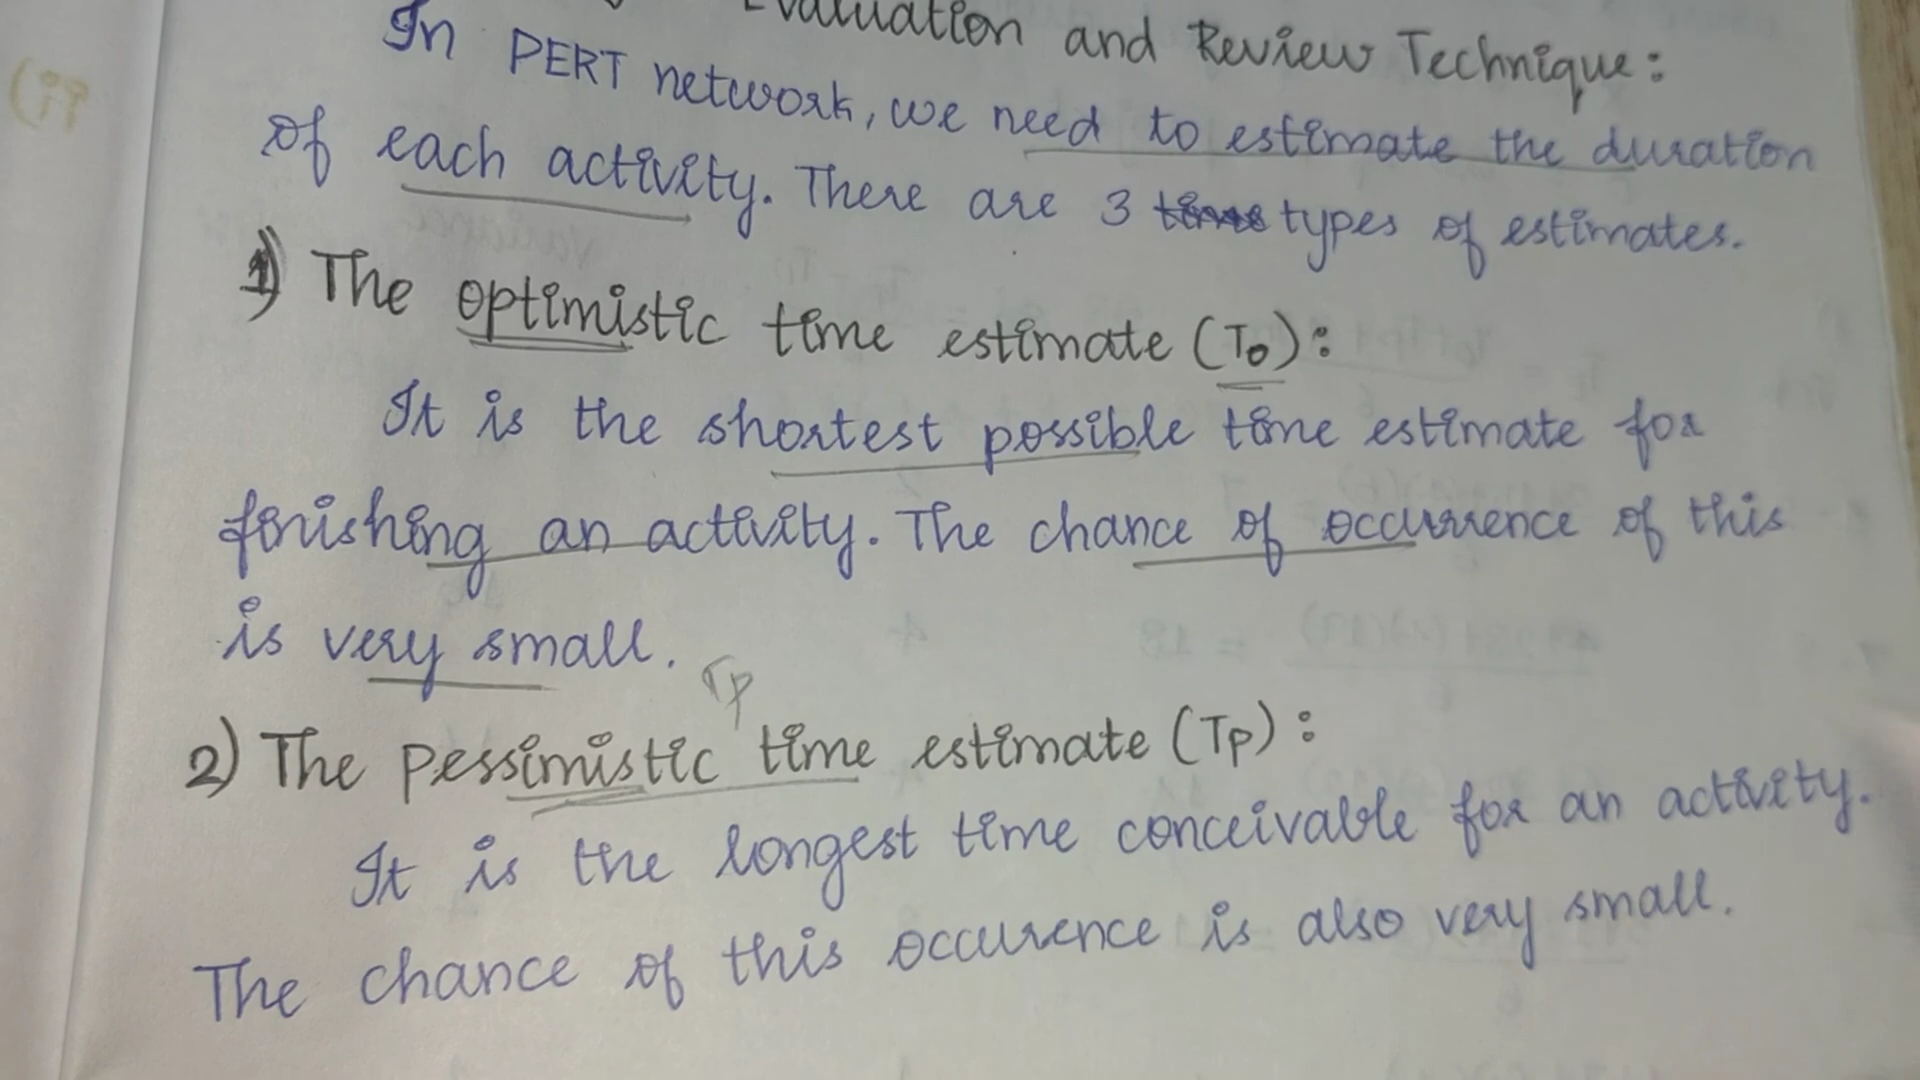 Evaluation and Review Technique:
In PERT network, we need to estimate the duration
of each activity. There are 3 types of estimates.
1) The optimistic time estimate (To):
It is the shortest possible time estimate for
finishing an activity. The chance of occurrence of this
is very small.
Tp
2) The pessimistic time estimate (Tp):
It is the longest time conceivable for an activity.
The chance of this occurence is also very small.